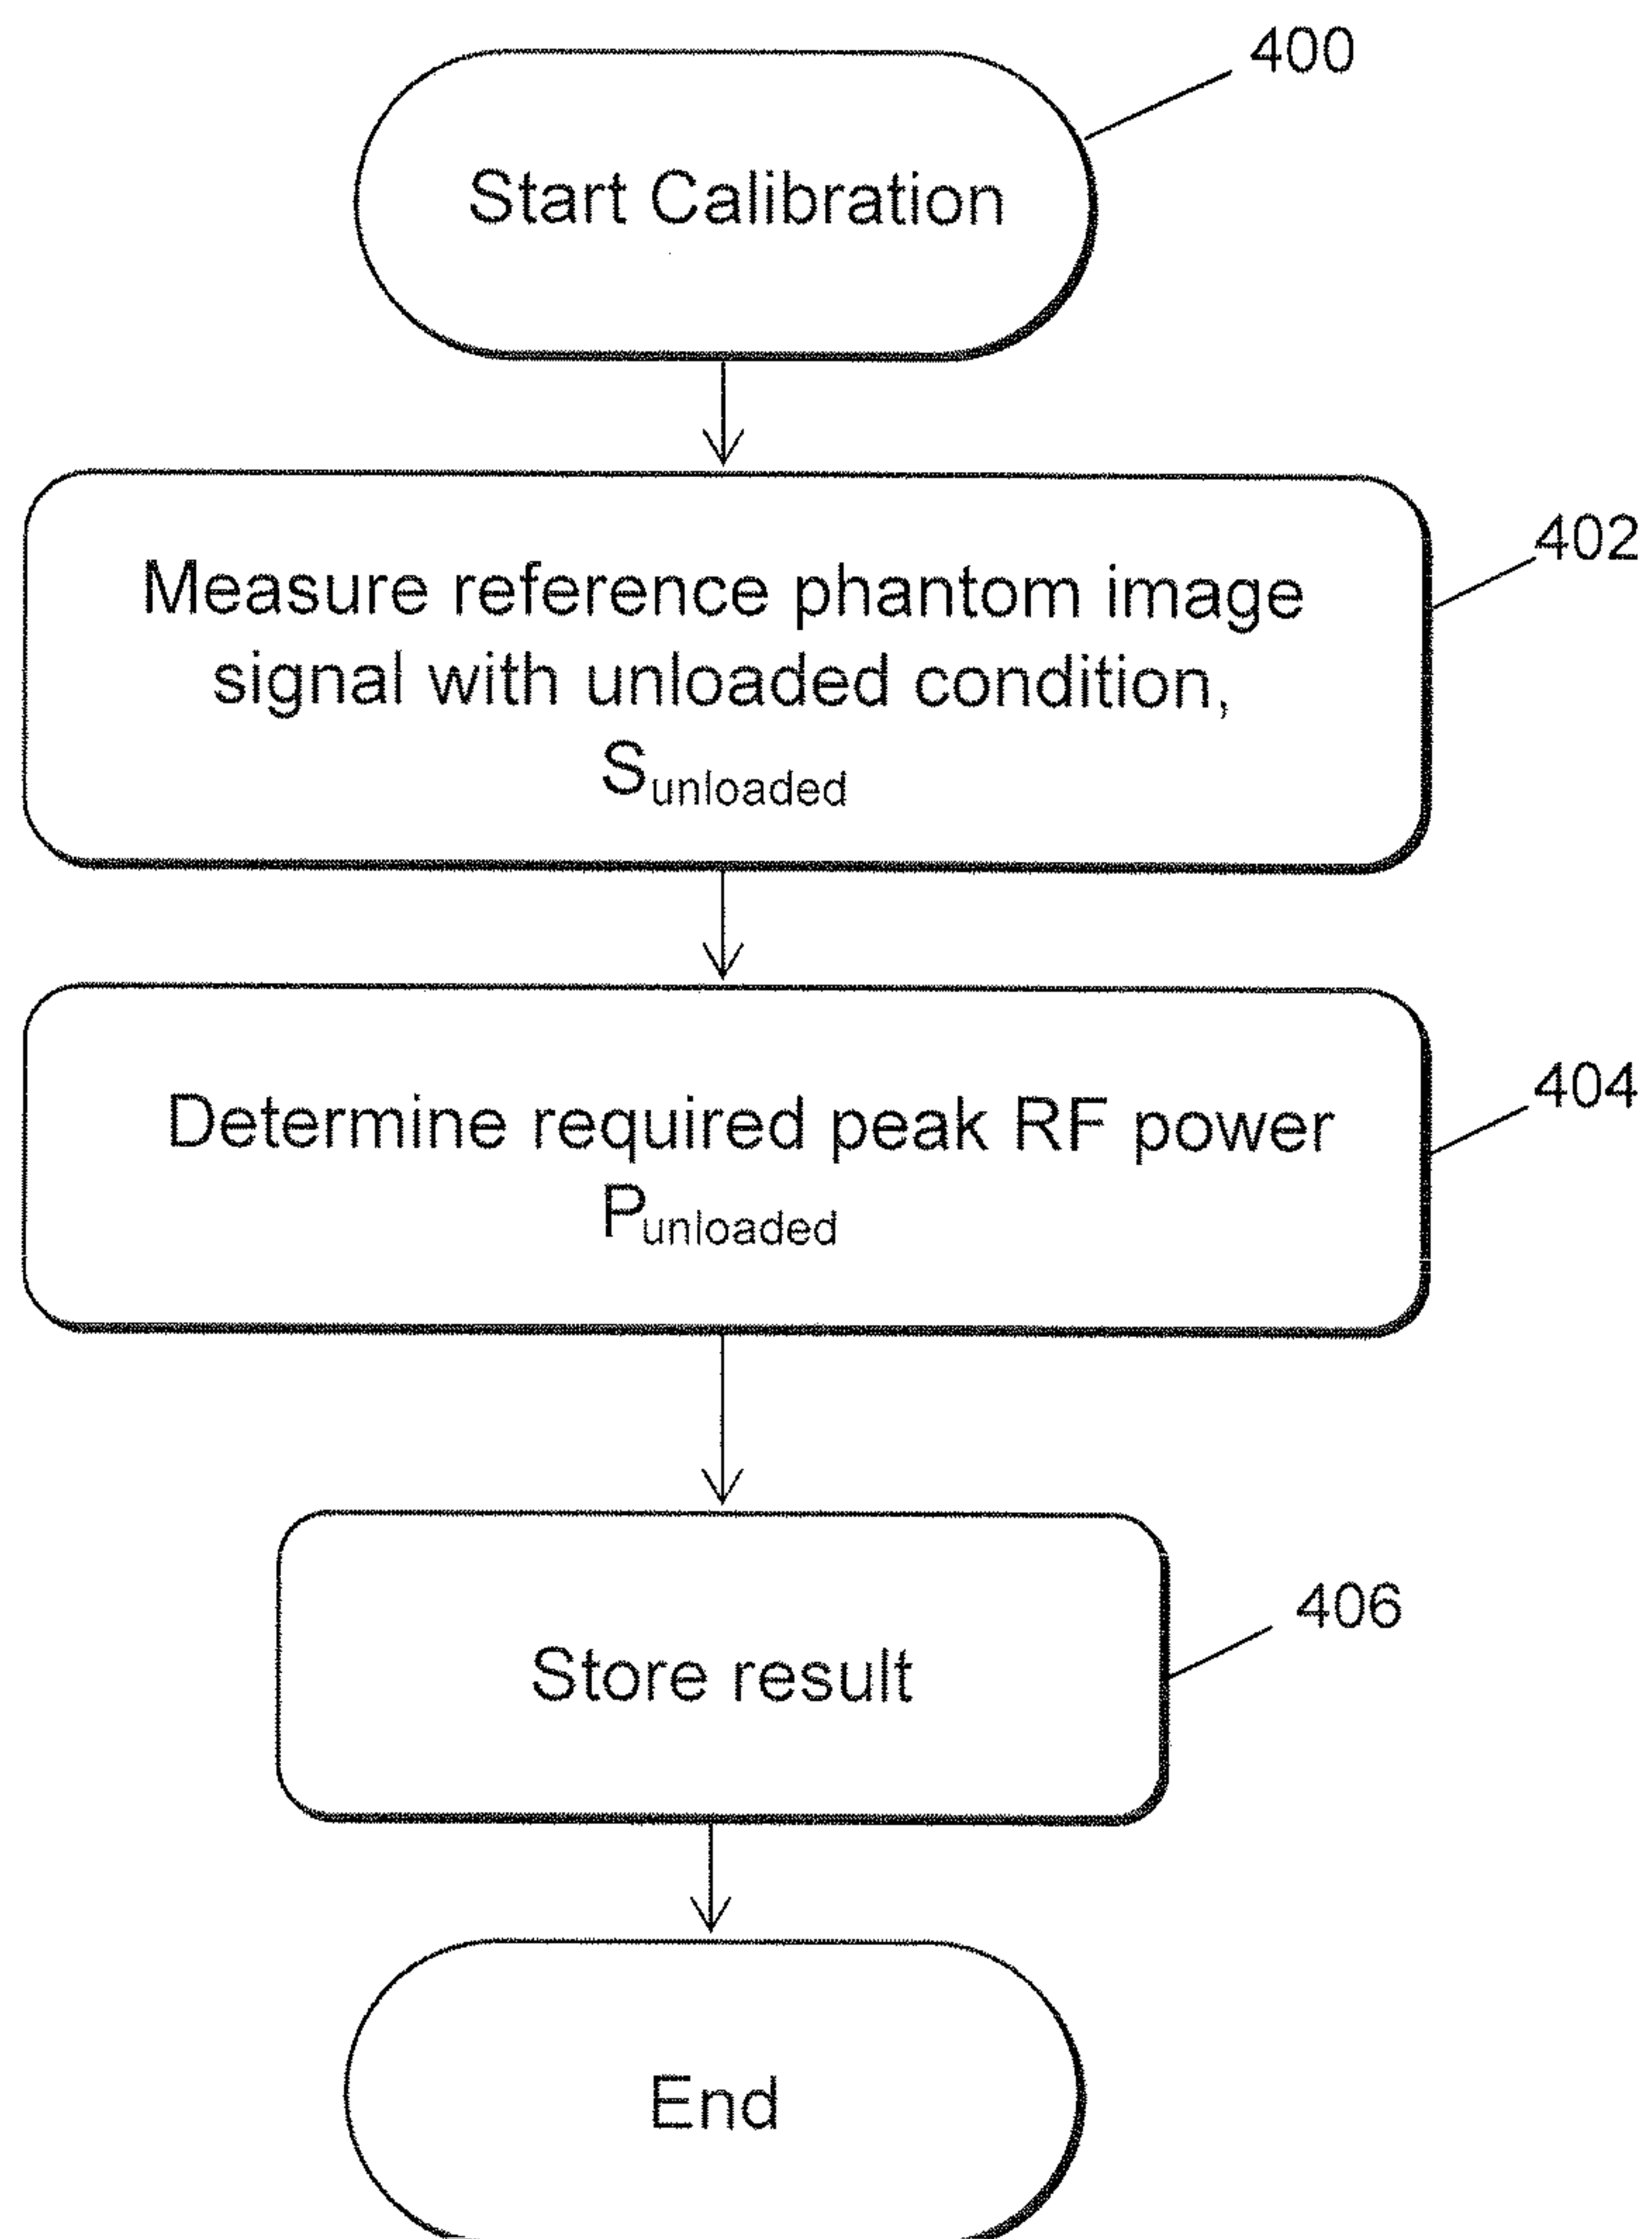 400
Start Calibration
402
Measure reference phantom image
signal with unloaded condition,
Sunloaded
404
Determine required peak RF power
Punloaded
406
Store result
End